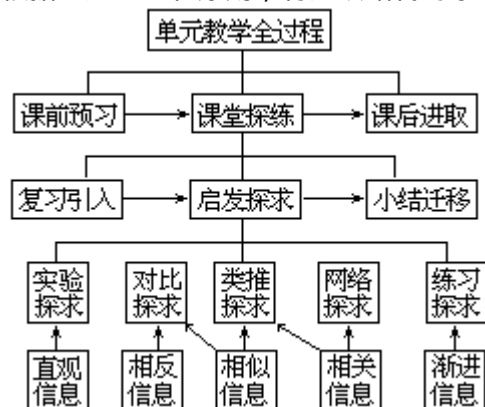 单元教学全过程
课前预习 课堂探练 课后进取
复习引入 启发探求 小结迁移
实验 对比 类推 网络 练习
探求 探求 探求 探求 探求
直观 相反 相似 相关 渐进
信息 信息 信息 信息 信息